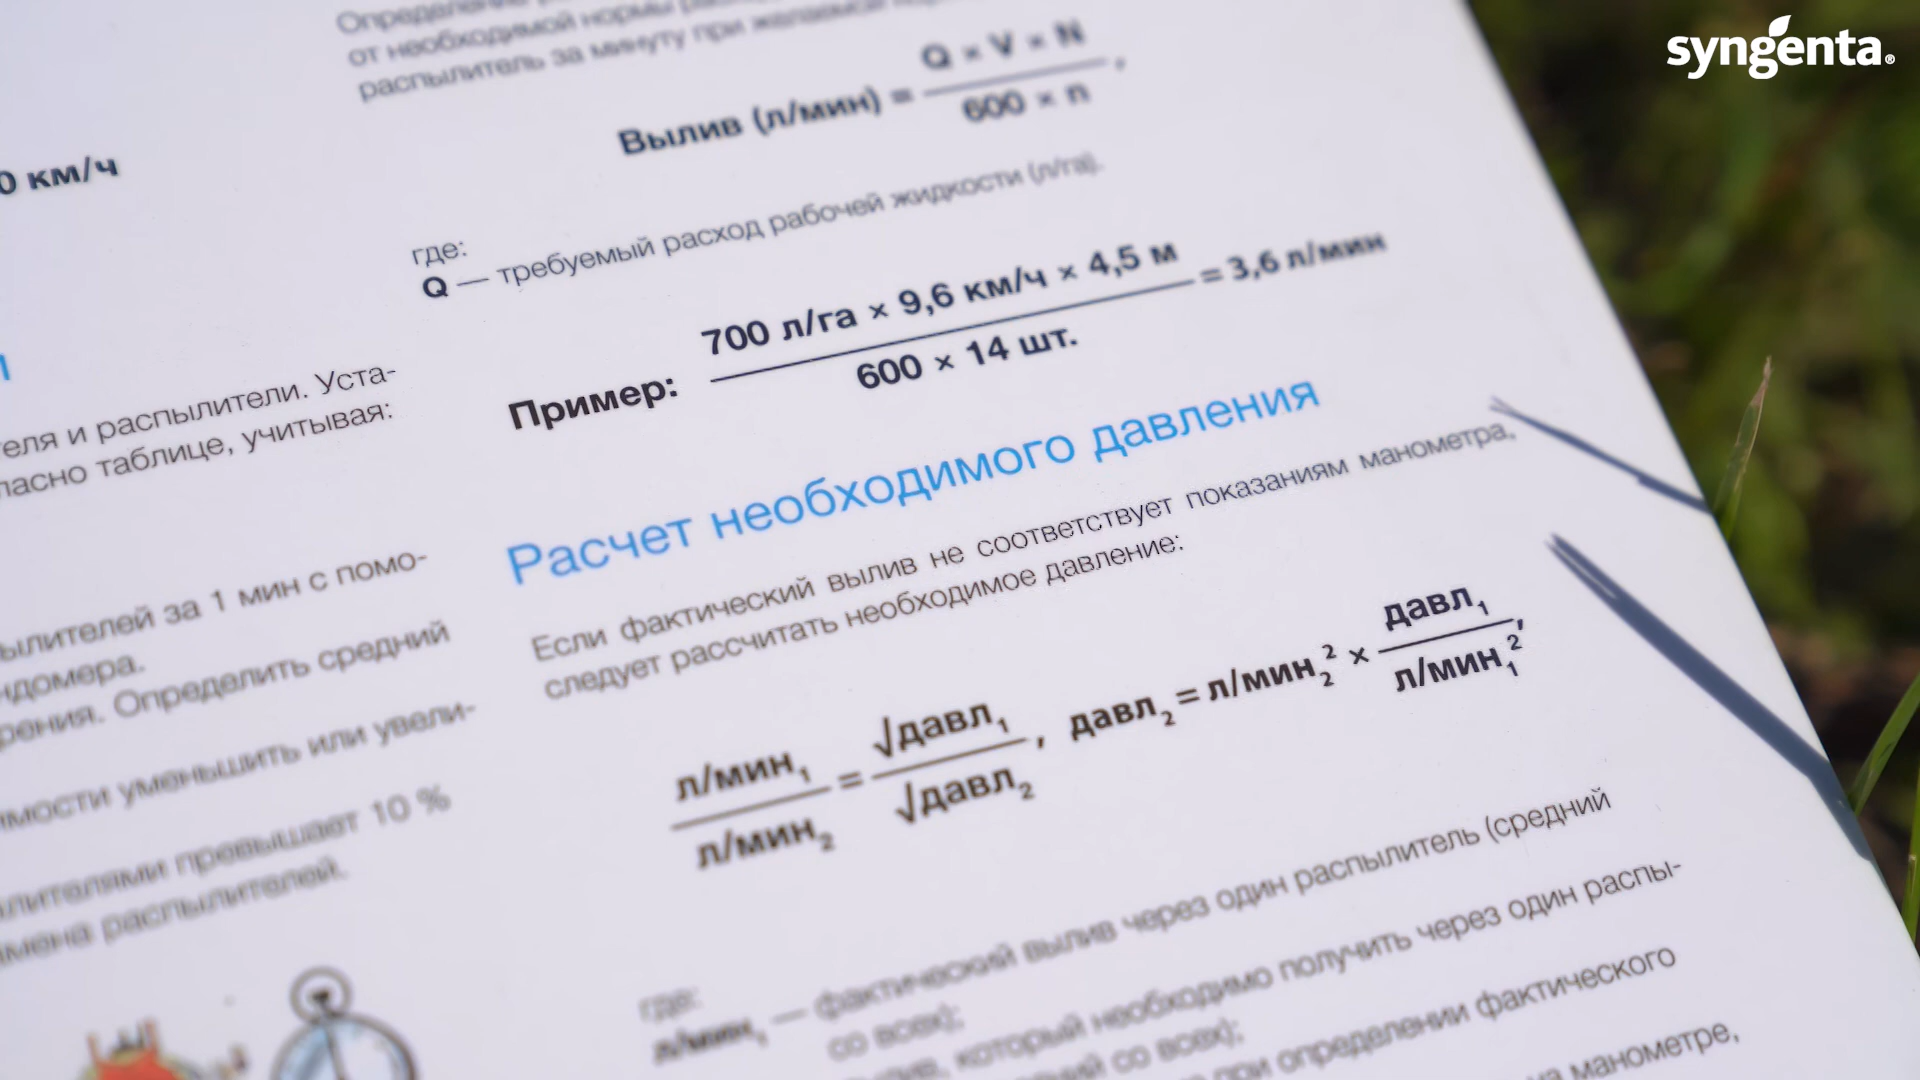 syngenta®
от необходимой нормы
распылитель за минуту при желаемой
Вылив (л/мин) = Q × V × N / 600 × n ,
где:
Q — требуемый расход рабочей жидкости (л/га).
Пример: 700 л/га × 9,6 км/ч × 4,5 м / 600 × 14 шт. = 3,6 л/мин
Расчет необходимого давления
Если фактический вылив не соответствует показаниям манометра,
следует рассчитать необходимое давление:
л/мин₁ / л/мин₂ = √давл₁ / √давл₂ , давл₂ = л/мин₂² × давл₁ / л/мин₁² ,
где:
л/мин₁ — фактический вылив через один распылитель (средний
со всех);
который необходимо получить через один распы-
со всех);
при определении фактического
манометре,
0 км/ч
теля и распылители. Уста-
ласно таблице, учитывая:
ылителей за 1 мин с помо-
ндомера.
рения. Определить средний
имости уменьшить или увели-
лителями превышает 10 %
мена распылителей.